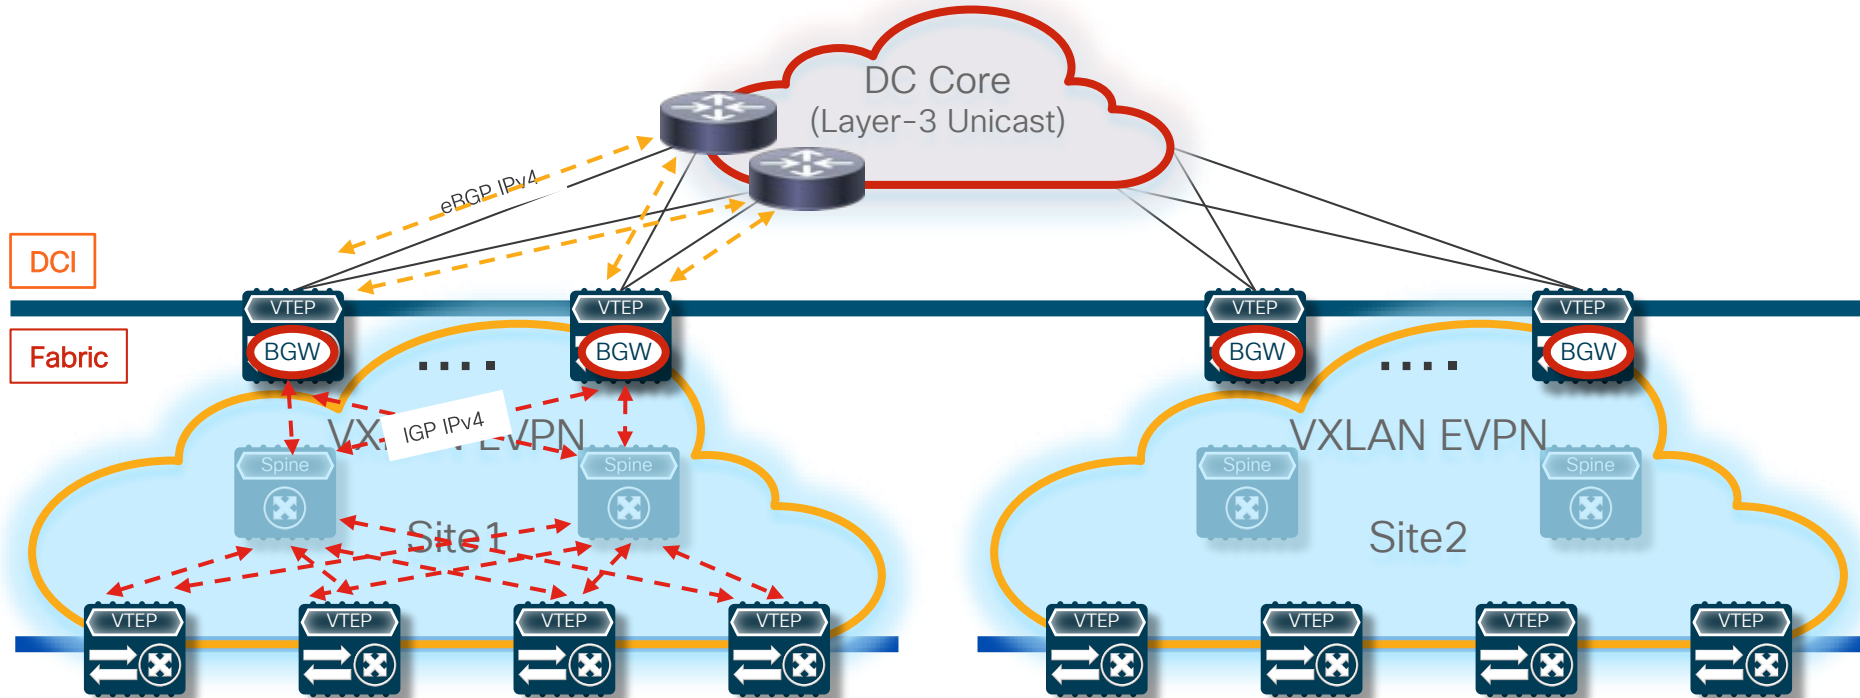 DC Core
(Layer-3 Unicast)
eBGP IPv4
DCI
VTEP
VTEP
VTEP
VTEP
Fabric
BGW
....
BGW
BGW
....
BGW
IGP IPv4
EVPN
VXLAN EVPN
Spine
Spine
Spine
Spine
Site1
Site2
VTEP
VTEP
VTEP
VTEP
VTEP
VTEP
VTEP
VTEP